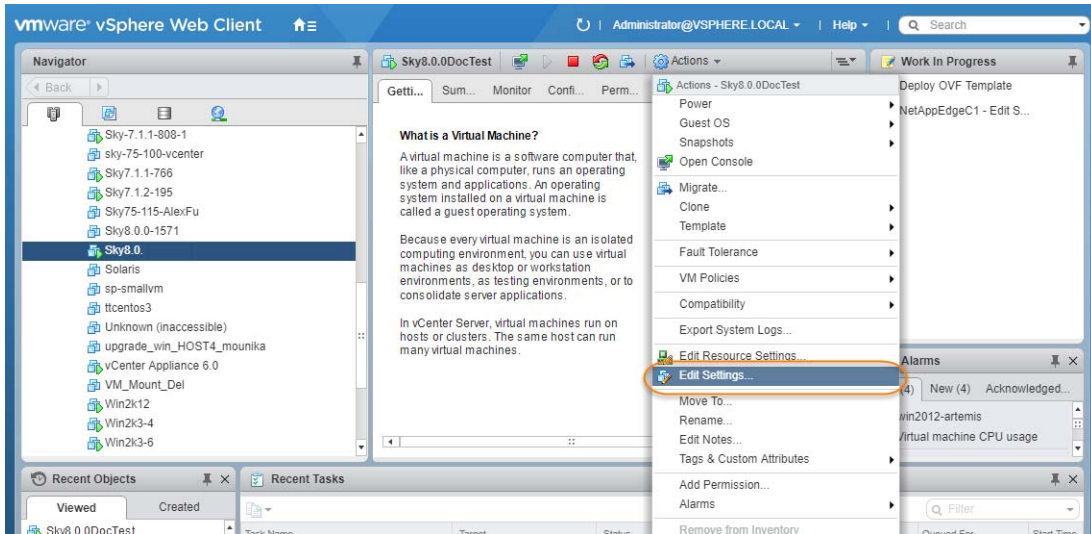 vmware® vSphere Web Client
Administrator@VSPHERE.LOCAL
Help
Search
Navigator
Back
Sky-7.1.1-808-1
sky-75-100-vcenter
Sky7.1.1-766
Sky7.1.2-195
Sky75-115-AlexFu
Sky8.0.0-1571
Sky8.0.
Solaris
sp-smallvm
ttcentos3
Unknown (inaccessible)
upgrade_win_HOST4_mounika
vCenter Appliance 6.0
VM_Mount_Del
Win2k12
Win2k3-4
Win2k3-6
Sky8.0.0DocTest
Actions
Getti... Sum... Monitor Confi... Perm...
What is a Virtual Machine?
A virtual machine is a software computer that,
like a physical computer, runs an operating
system and applications. An operating
system installed on a virtual machine is
called a guest operating system.
Because every virtual machine is an isolated
computing environment, you can use virtual
machines as desktop or workstation
environments, as testing environments, or to
consolidate server applications.
In vCenter Server, virtual machines run on
hosts or clusters. The same host can run
many virtual machines.
Actions - Sky8.0.0DocTest
Power
Guest OS
Snapshots
Open Console
Migrate...
Clone
Template
Fault Tolerance
VM Policies
Compatibility
Export System Logs...
Edit Resource Settings...
Edit Settings...
Move To...
Rename...
Edit Notes...
Tags & Custom Attributes
Add Permission...
Alarms
Remove from Inventory
Work In Progress
Deploy OVF Template
NetAppEdgeC1 - Edit S...
Alarms
(4) New (4) Acknowledged...
win2012-artemis
Virtual machine CPU usage
Recent Objects
Viewed Created
Sky8.0.0DocTest
Recent Tasks
Filter
Task Name Target Status Queued For Start Time